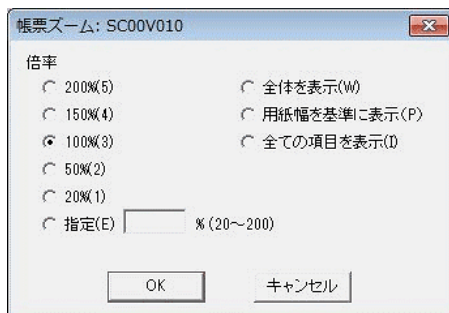 帳票ズーム: SC00V010
倍率
200%(5)
全体を表示(W)
150%(4)
用紙幅を基準に表示(P)
100%(3)
全ての項目を表示(I)
50%(2)
20%(1)
指定(E) %(20～200)
OK キャンセル